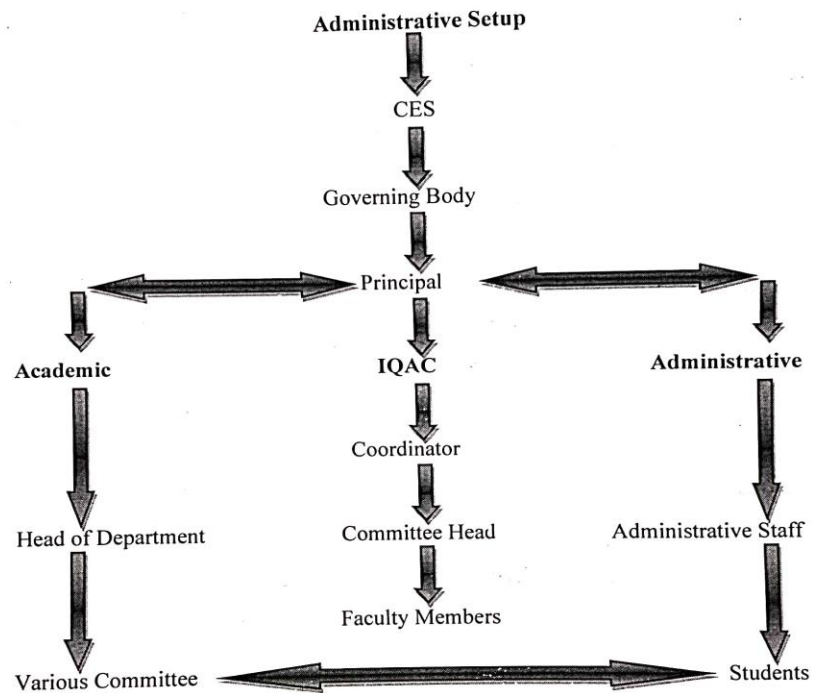 Administrative Setup
CES
Governing Body
Principal
Academic
IQAC
Administrative
Coordinator
Head of Department
Committee Head
Administrative Staff
Faculty Members
Various Committee
Students